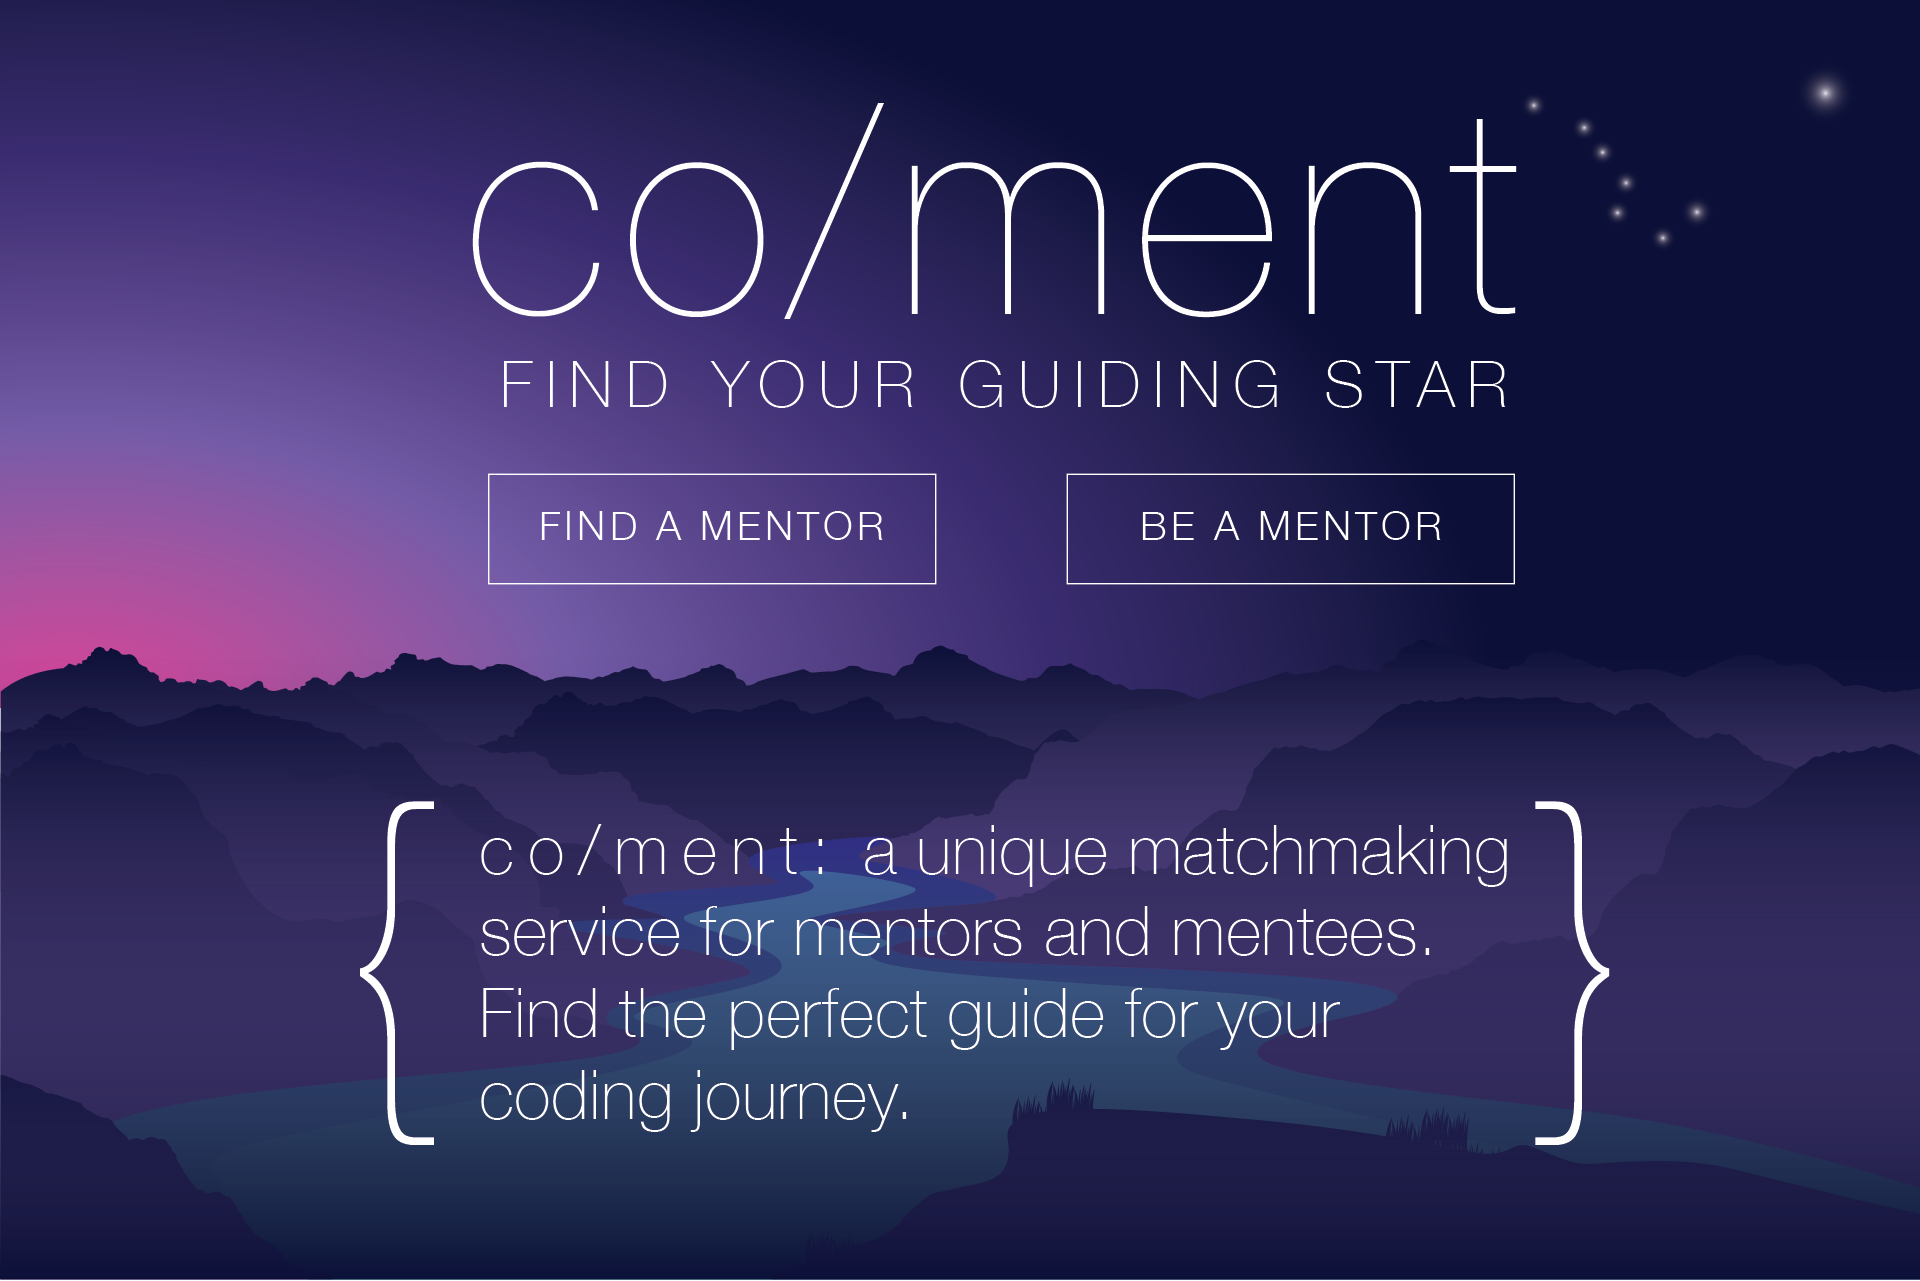 co/ment
FIND YOUR GUIDING STAR
FIND A MENTOR
BE A MENTOR
{
co/ment: a unique matchmaking
service for mentors and mentees.
Find the perfect guide for your
coding journey.
}